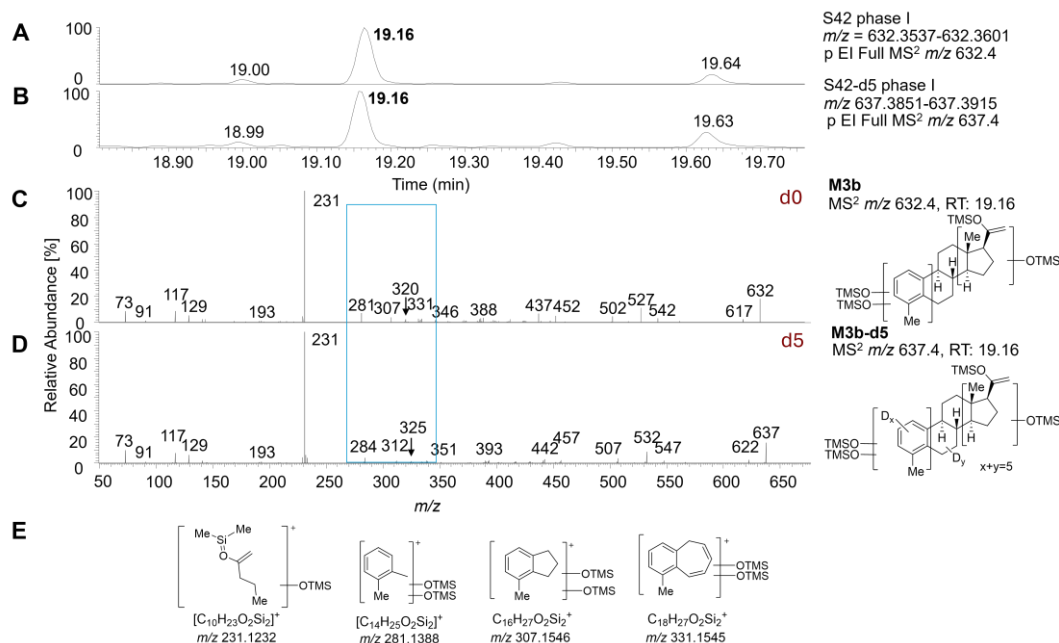 A
100
0
19.00
19.16
19.64
S42 phase I
m/z = 632.3537-632.3601
p EI Full MS² m/z 632.4
B
100
0
18.99
19.16
19.63
S42-d5 phase I
m/z 637.3851-637.3915
p EI Full MS² m/z 637.4
18.90 19.00 19.10 19.20 19.30 19.40 19.50 19.60 19.70
Time (min)
Relative Abundance [%]
C
100
80
60
40
20
0
d0
73 91 117 129 193 231 281 307 320 331 346 388 437 452 502 527 542 617 632
M3b
MS² m/z 632.4, RT: 19.16
TMSO
Me
H
H
H
OTMS
TMSO
TMSO
Me
D
100
80
60
40
20
0
d5
73 91 117 129 193 231 284 312 325 351 393 442 457 507 532 547 622 637
50 100 150 200 250 300 350 400 450 500 550 600 650
m/z
M3b-d5
MS² m/z 637.4, RT: 19.16
TMSO
Me
Dx
H
H
H
OTMS
TMSO
TMSO
Me
Dy
x+y=5
E
Me Si Me
O
Me
+
OTMS
[C10H23O2Si2]+
m/z 231.1232
Me
+
OTMS
OTMS
[C14H25O2Si2]+
m/z 281.1388
Me
+
OTMS
OTMS
C16H27O2Si2+
m/z 307.1546
Me
+
OTMS
OTMS
C18H27O2Si2+
m/z 331.1545